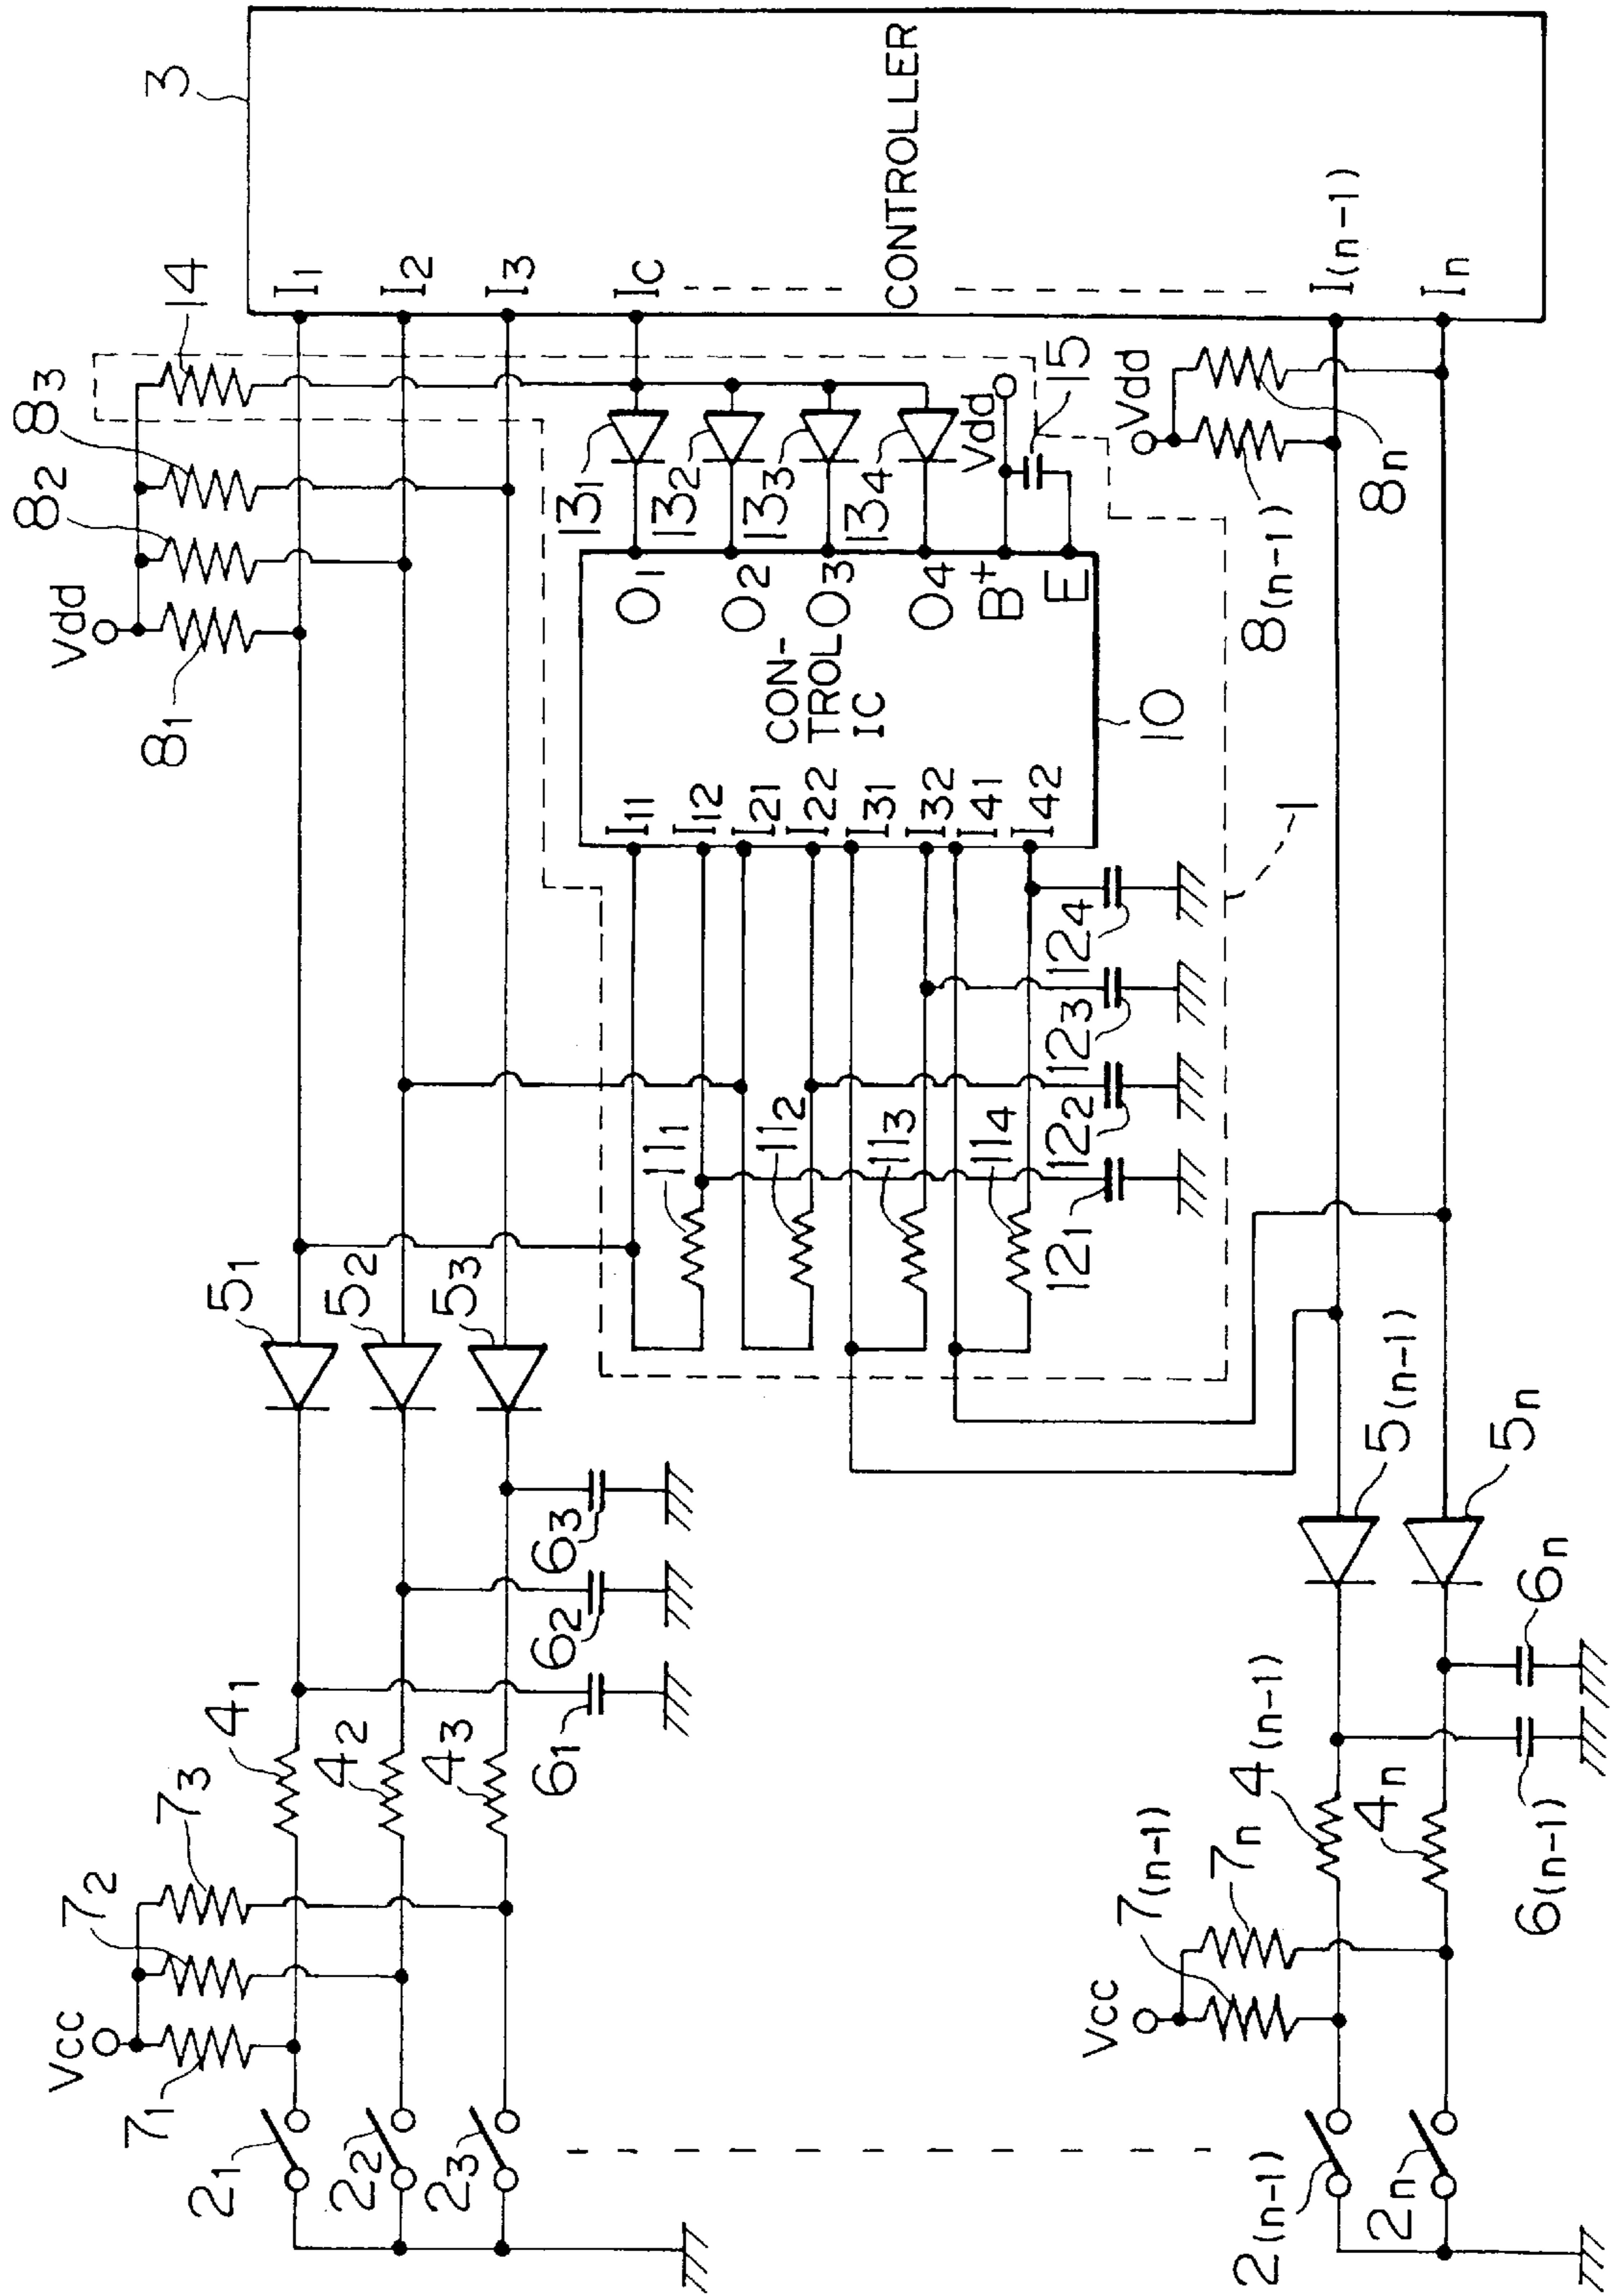 3
CONTROLLER
I1
I2
I3
IC
I(n-1)
In
14
83
82
81
Vdd
131
132
133
134
Vdd
15
Vdd
8n
8(n-1)
O1
O2
O3
O4
B+
E
CON-
TROL
IC
10
I11
I12
I21
I22
I31
I32
I41
I42
1
111
112
113
114
121
122
123
124
51
52
53
5(n-1)
5n
61
62
63
6(n-1)
6n
41
42
43
4(n-1)
4n
71
72
73
7(n-1)
7n
Vcc
Vcc
21
22
23
2(n-1)
2n